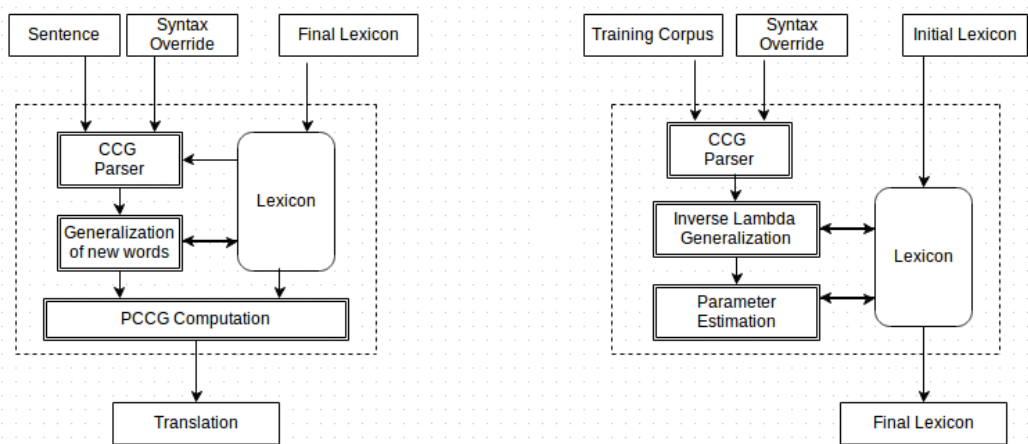 Sentence
Syntax
Override
Final Lexicon
CCG
Parser
Lexicon
Generalization
of new words
PCCG Computation
Translation
Training Corpus
Syntax
Override
Initial Lexicon
CCG
Parser
Inverse Lambda
Generalization
Lexicon
Parameter
Estimation
Final Lexicon